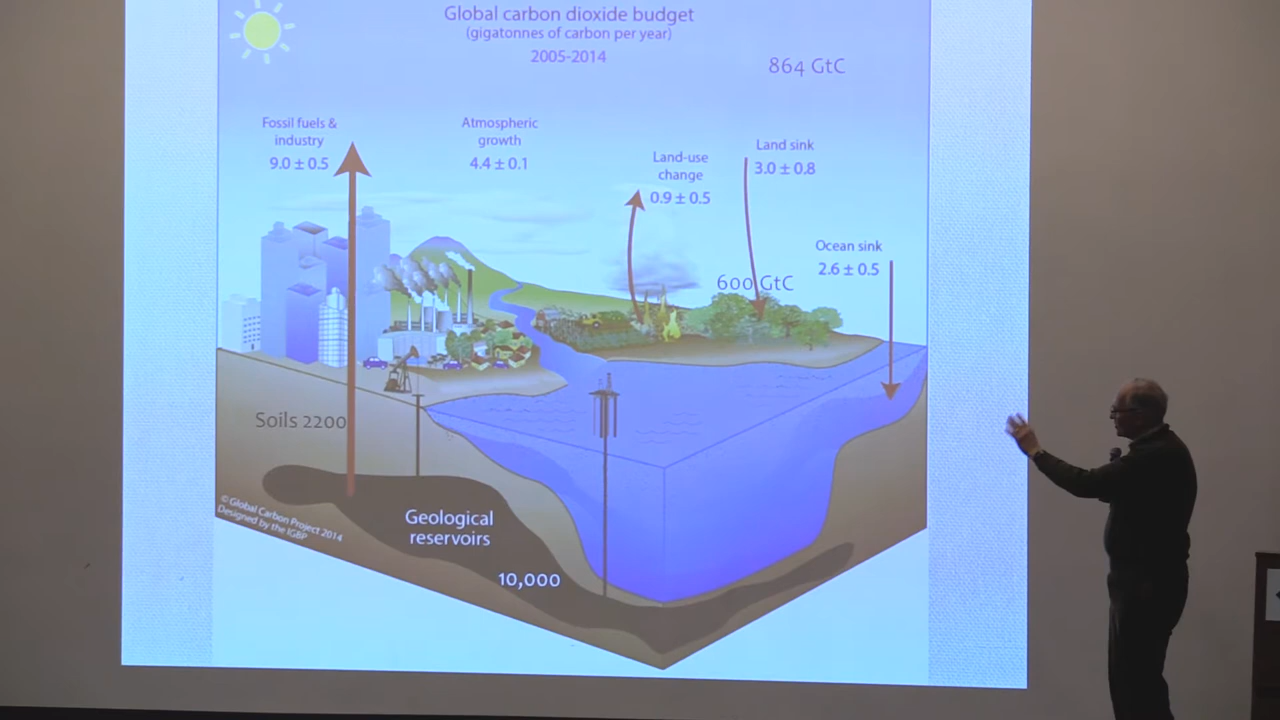 Global carbon dioxide budget
(gigatonnes of carbon per year)
2005-2014
864 GtC
Fossil fuels &
industry
9.0 ± 0.5
Atmospheric
growth
4.4 ± 0.1
Land-use
change
0.9 ± 0.5
Land sink
3.0 ± 0.8
Ocean sink
2.6 ± 0.5
600 GtC
Soils 2200
Geological
reservoirs
10,000
© Global Carbon Project 2014
Designed by the IGBP